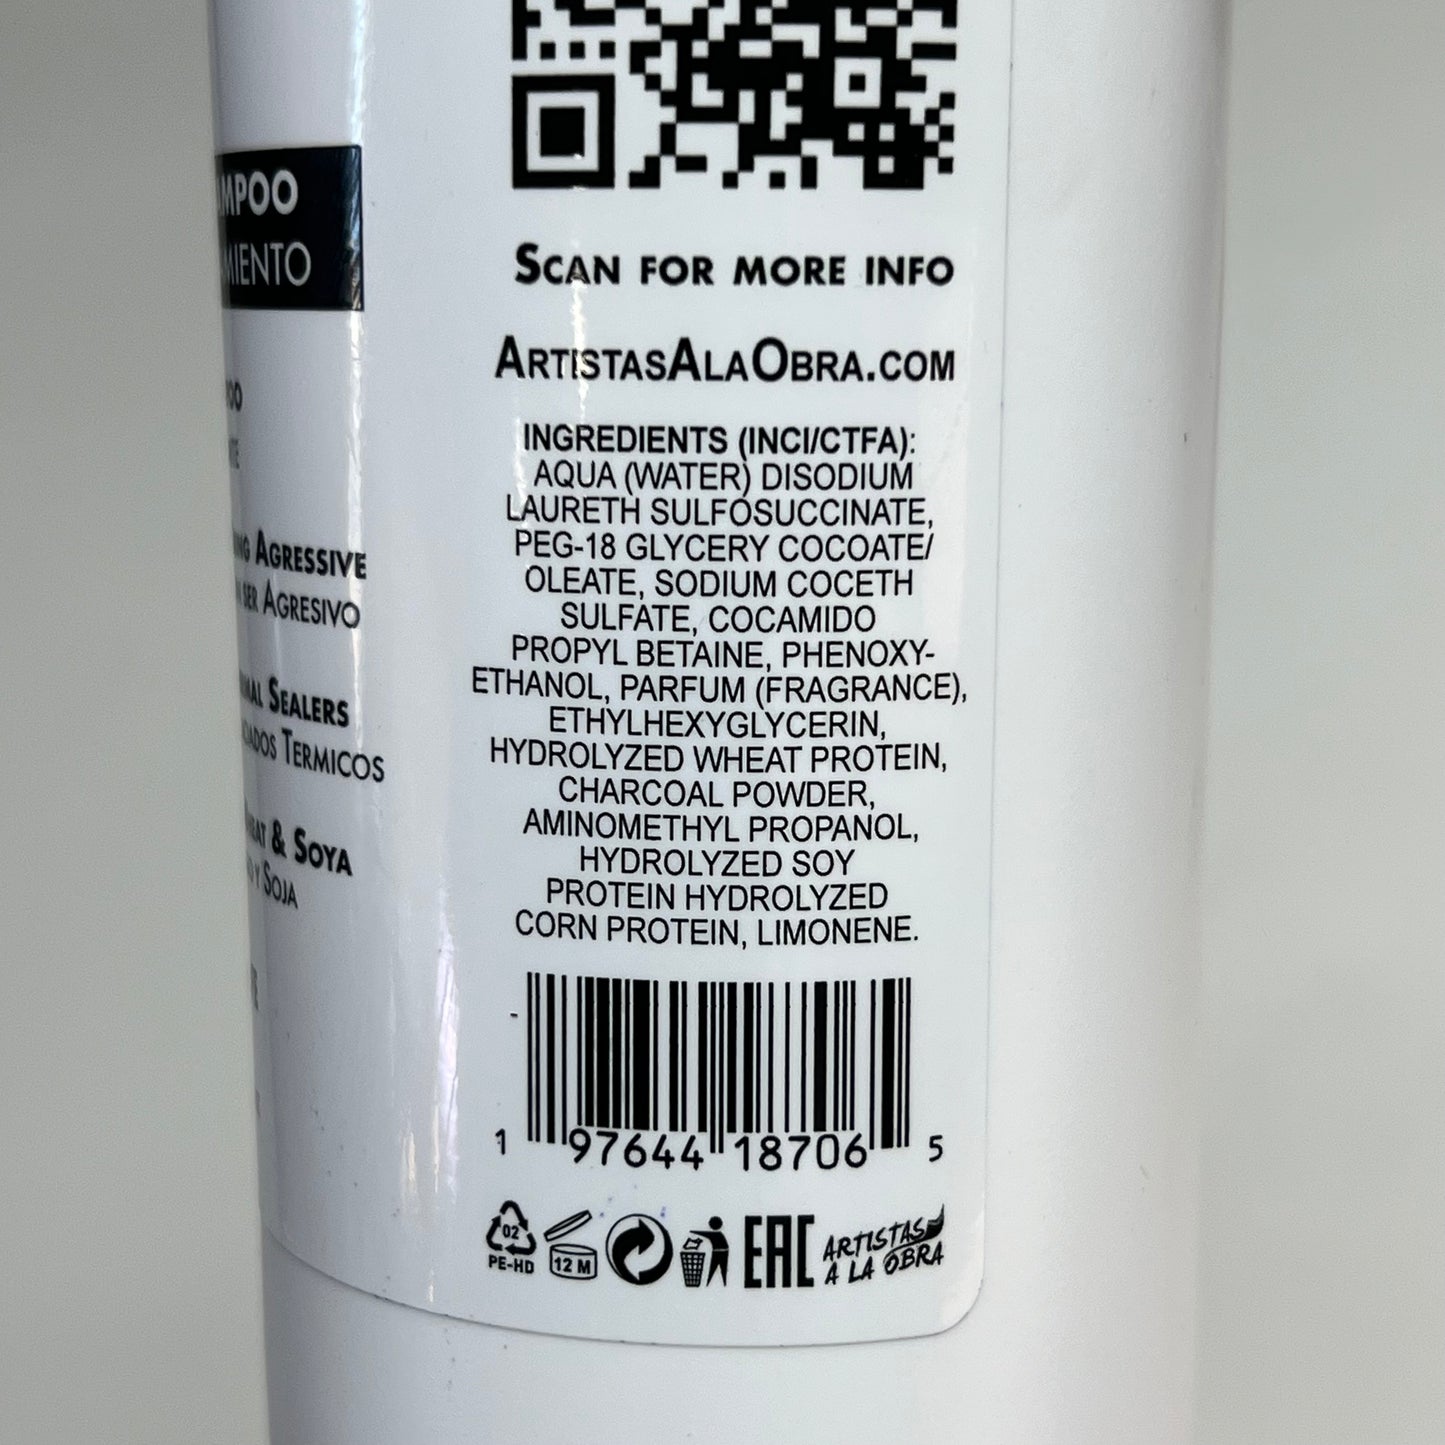 SCAN FOR MORE INFO
ARTISTASALAOBRA.COM
INGREDIENTS (INCI/CTFA):
AQUA (WATER) DISODIUM
LAURETH SULFOSUCCINATE,
PEG-18 GLYCERY COCOATE/
OLEATE, SODIUM COCETH
SULFATE, COCAMIDO
PROPYL BETAINE, PHENOXY-
ETHANOL, PARFUM (FRAGRANCE),
ETHYLHEXYGLYCERIN,
HYDROLYZED WHEAT PROTEIN,
CHARCOAL POWDER,
AMINOMETHYL PROPANOL,
HYDROLYZED SOY
PROTEIN HYDROLYZED
CORN PROTEIN, LIMONENE.
1 97644 18706 5
02
PE-HD
12 M
EAC
ARTISTAS
A LA OBRA
AGRESSIVE
SER AGRESIVO
SEALERS
TERMICOS
& SOYA
Y SOJA